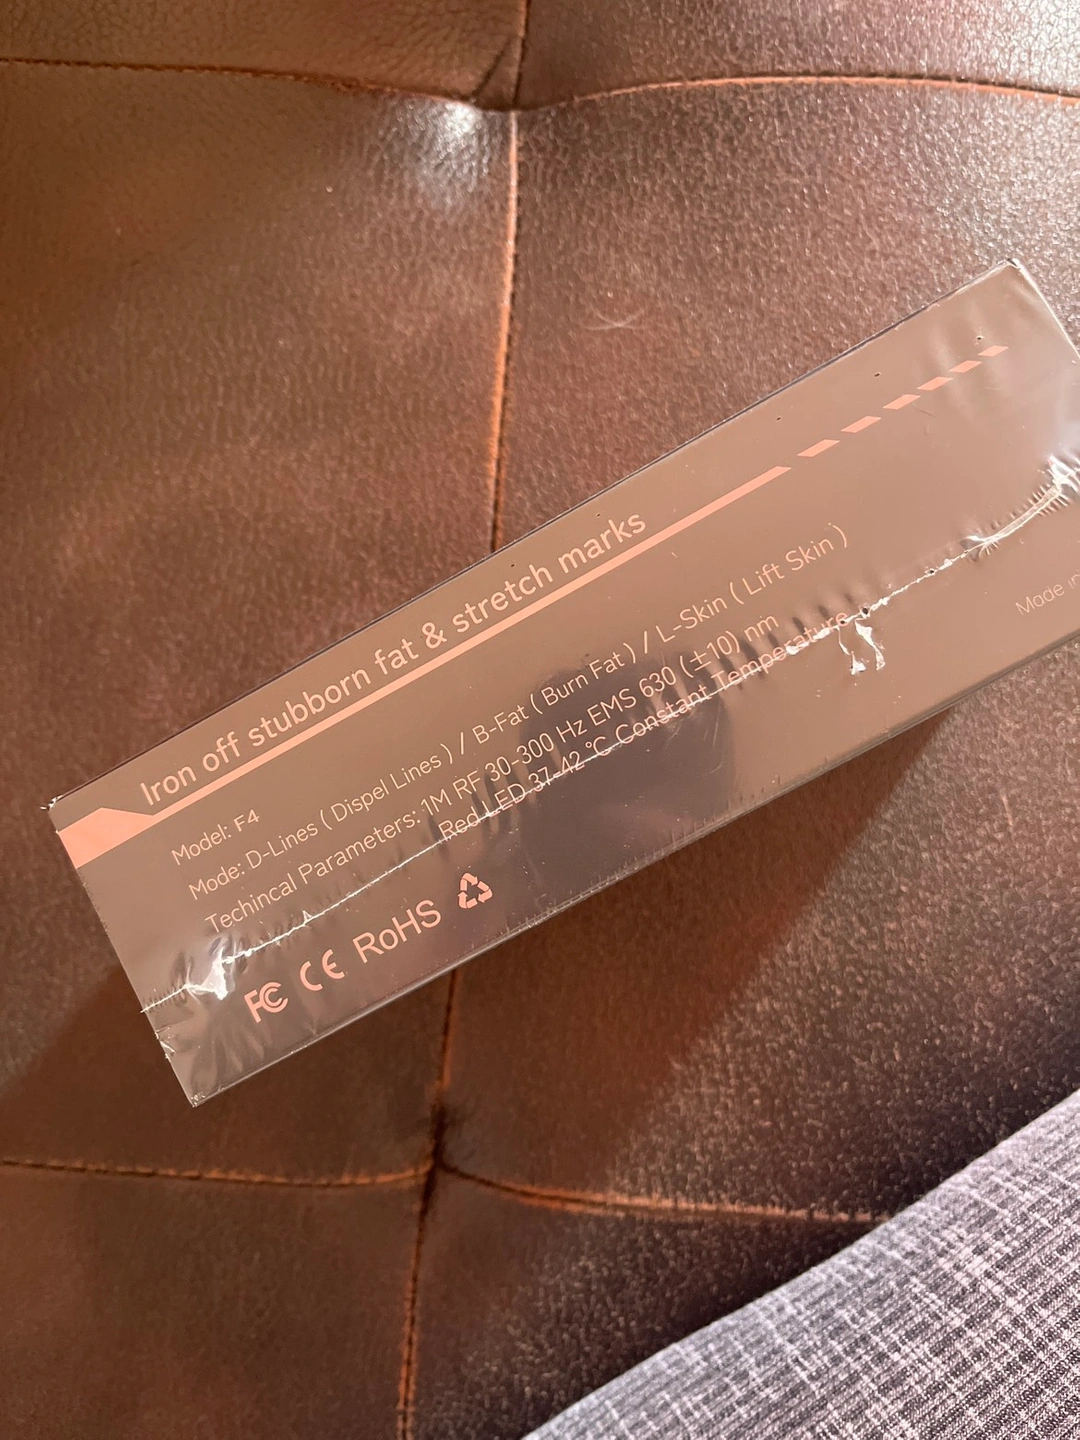 Iron off stubborn fat & stretch marks
Model: F4
Mode: D-Lines ( Dispel Lines ) / B-Fat ( Burn Fat ) / L-Skin ( Lift Skin )
Techincal Parameters: 1M RF 30-300 Hz EMS 630 (±10) nm
Red LED 37-42 °C Constant Temperature
FC CE RoHS
Made in